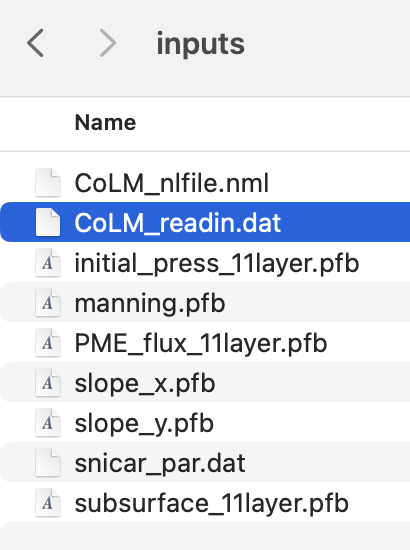 inputs
Name
CoLM_nlfile.nml
CoLM_readin.dat
initial_press_11layer.pfb
manning.pfb
PME_flux_11layer.pfb
slope_x.pfb
slope_y.pfb
snicar_par.dat
subsurface_11layer.pfb